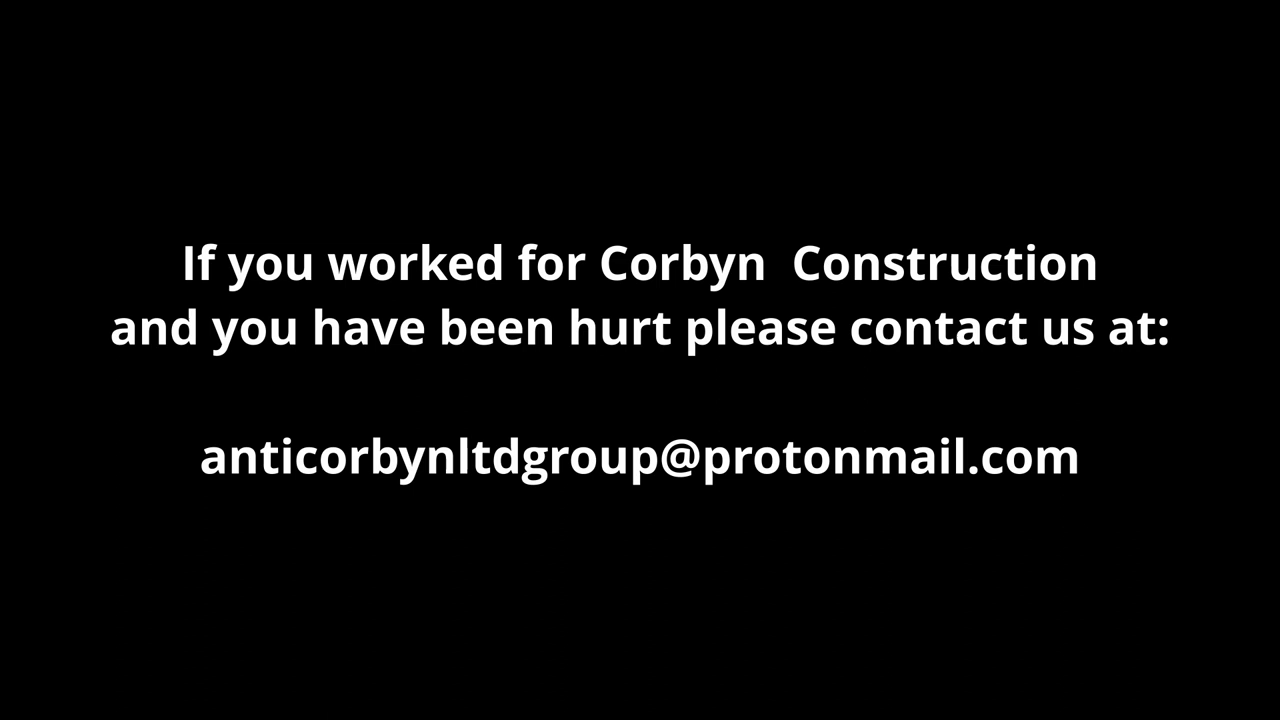 If you worked for Corbyn  Construction
and you have been hurt please contact us at:
anticorbynltdgroup@protonmail.com